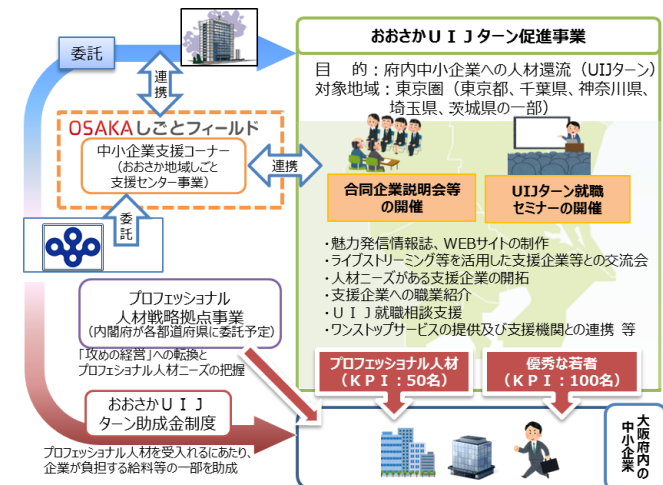 委託
連携
OSAKAしごとフィールド
中小企業支援コーナー
（おおさか地域しごと
支援センター事業）
委託
連携
おおさかＵＩＪターン促進事業
目　的：府内中小企業への人材還流（UIJターン）
対象地域：東京圏（東京都、千葉県、神奈川県、
埼玉県、茨城県の一部）
合同企業説明会等
の開催
UIJターン就職
セミナーの開催
・魅力発信情報誌、WEBサイトの制作
・ライブストリーミング等を活用した支援企業等との交流会
・人材ニーズがある支援企業の開拓
・支援企業への職業紹介
・ＵＩＪ就職相談支援
・ワンストップサービスの提供及び支援機関との連携 等
プロフェッショナル
人材戦略拠点事業
（内閣府が各都道府県に委託予定）
「攻めの経営」への転換と
プロフェショナル人材ニーズの把握
プロフェッショナル人材
（ＫＰＩ：50名）
優秀な若者
（ＫＰＩ：100名）
おおさかＵＩＪ
ターン助成金制度
プロフェッショナル人材を受入れるにあたり、
企業が負担する給料等の一部を助成
大阪府内の
中小企業